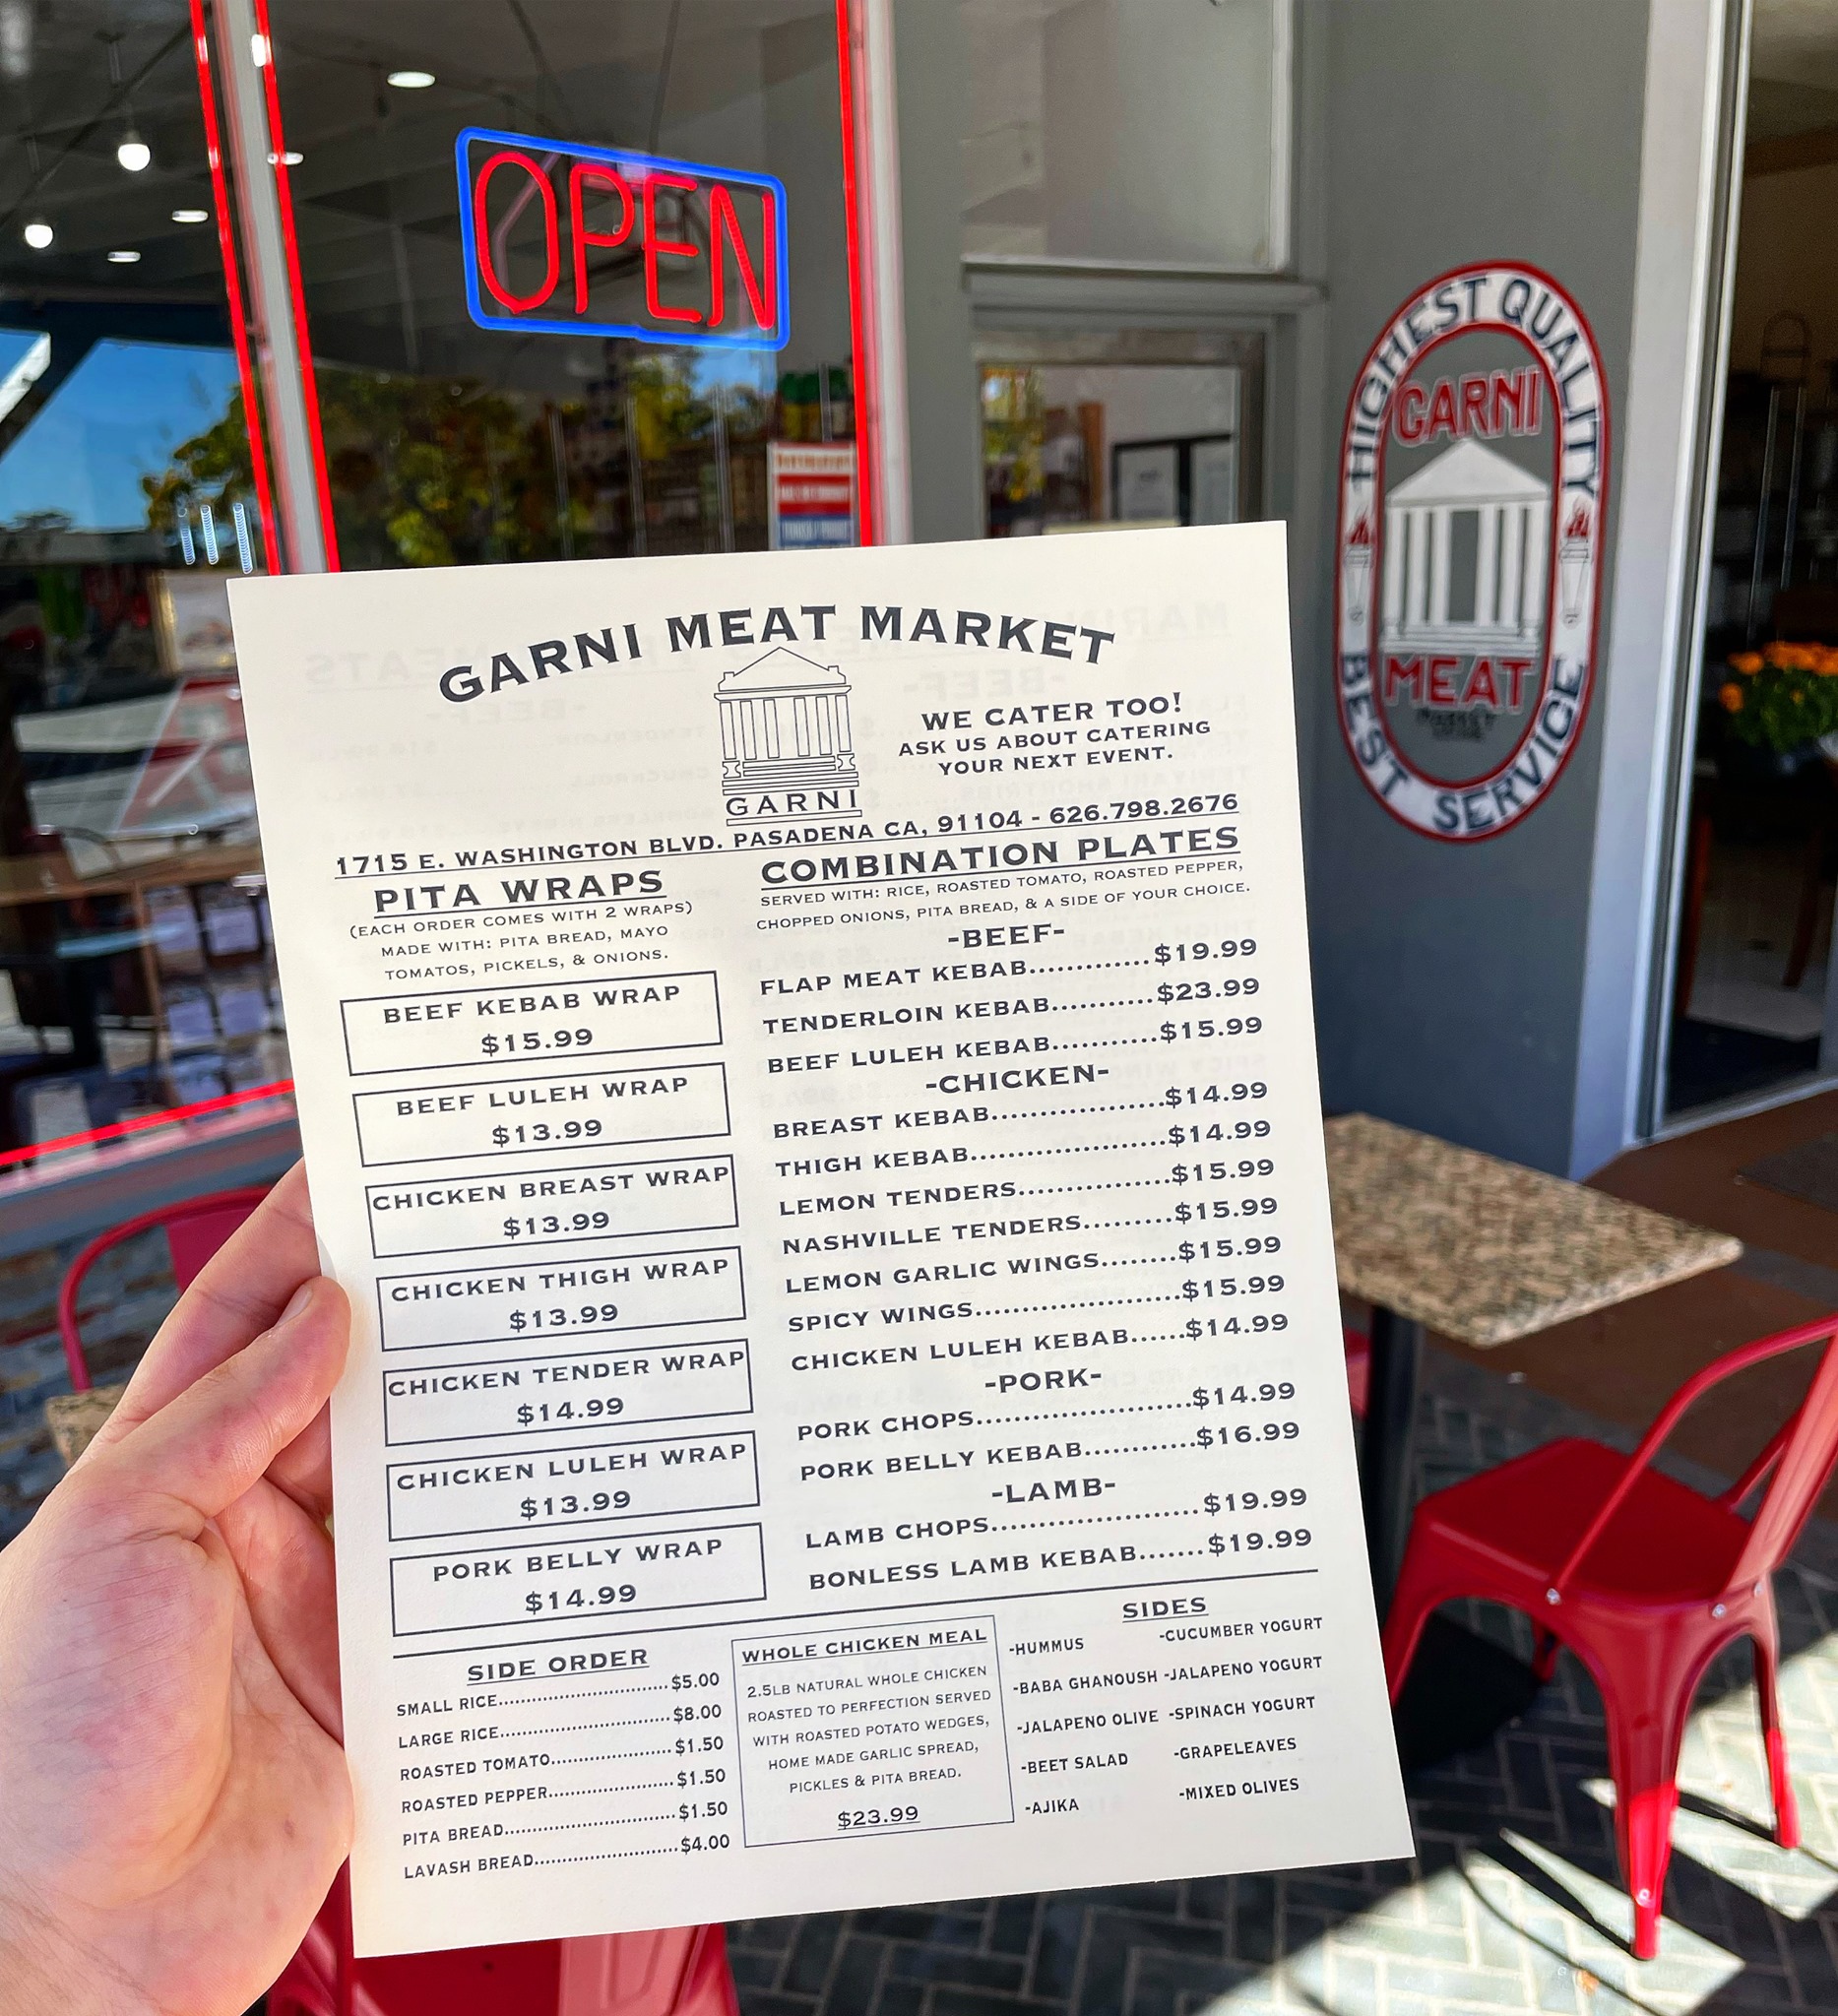 OPEN
HIGHEST QUALITY
GARNI
MEAT
BEST SERVICE
GARNI MEAT MARKET
WE CATER TOO!
ASK US ABOUT CATERING
YOUR NEXT EVENT.
GARNI
1715 E. WASHINGTON BLVD. PASADENA CA, 91104 - 626.798.2676
PITA WRAPS
(EACH ORDER COMES WITH 2 WRAPS)
MADE WITH: PITA BREAD, MAYO
TOMATOS, PICKELS, & ONIONS.
BEEF KEBAB WRAP
$15.99
BEEF LULEH WRAP
$13.99
CHICKEN BREAST WRAP
$13.99
CHICKEN THIGH WRAP
$13.99
CHICKEN TENDER WRAP
$14.99
CHICKEN LULEH WRAP
$13.99
PORK BELLY WRAP
$14.99
COMBINATION PLATES
SERVED WITH: RICE, ROASTED TOMATO, ROASTED PEPPER,
CHOPPED ONIONS, PITA BREAD, & A SIDE OF YOUR CHOICE.
-BEEF-
FLAP MEAT KEBAB.............$19.99
TENDERLOIN KEBAB...........$23.99
BEEF LULEH KEBAB...........$15.99
-CHICKEN-
BREAST KEBAB...................$14.99
THIGH KEBAB.....................$14.99
LEMON TENDERS.................$15.99
NASHVILLE TENDERS..........$15.99
LEMON GARLIC WINGS........$15.99
SPICY WINGS.......................$15.99
CHICKEN LULEH KEBAB......$14.99
-PORK-
PORK CHOPS........................$14.99
PORK BELLY KEBAB............$16.99
-LAMB-
LAMB CHOPS.......................$19.99
BONLESS LAMB KEBAB.......$19.99
SIDE ORDER
SMALL RICE....................................$5.00
LARGE RICE....................................$8.00
ROASTED TOMATO.........................$1.50
ROASTED PEPPER..........................$1.50
PITA BREAD....................................$1.50
LAVASH BREAD..............................$4.00
WHOLE CHICKEN MEAL
2.5LB NATURAL WHOLE CHICKEN
ROASTED TO PERFECTION SERVED
WITH ROASTED POTATO WEDGES,
HOME MADE GARLIC SPREAD,
PICKLES & PITA BREAD.
$23.99
SIDES
-HUMMUS -CUCUMBER YOGURT
-BABA GHANOUSH -JALAPENO YOGURT
-JALAPENO OLIVE -SPINACH YOGURT
-BEET SALAD -GRAPELEAVES
-AJIKA -MIXED OLIVES